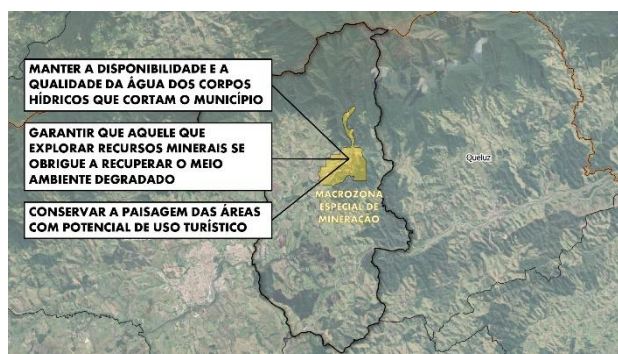 MANTER A DISPONIBILIDADE E A
QUALIDADE DA ÁGUA DOS CORPOS
HÍDRICOS QUE CORTAM O MUNICÍPIO
GARANTIR QUE AQUELE QUE
EXPLORAR RECURSOS MINERAIS SE
OBRIGUE A RECUPERAR O MEIO
AMBIENTE DEGRADADO
CONSERVAR A PAISAGEM DAS ÁREAS
COM POTENCIAL DE USO TURÍSTICO
Queluz
MACROZONA
ESPECIAL DE
MINERAÇÃO